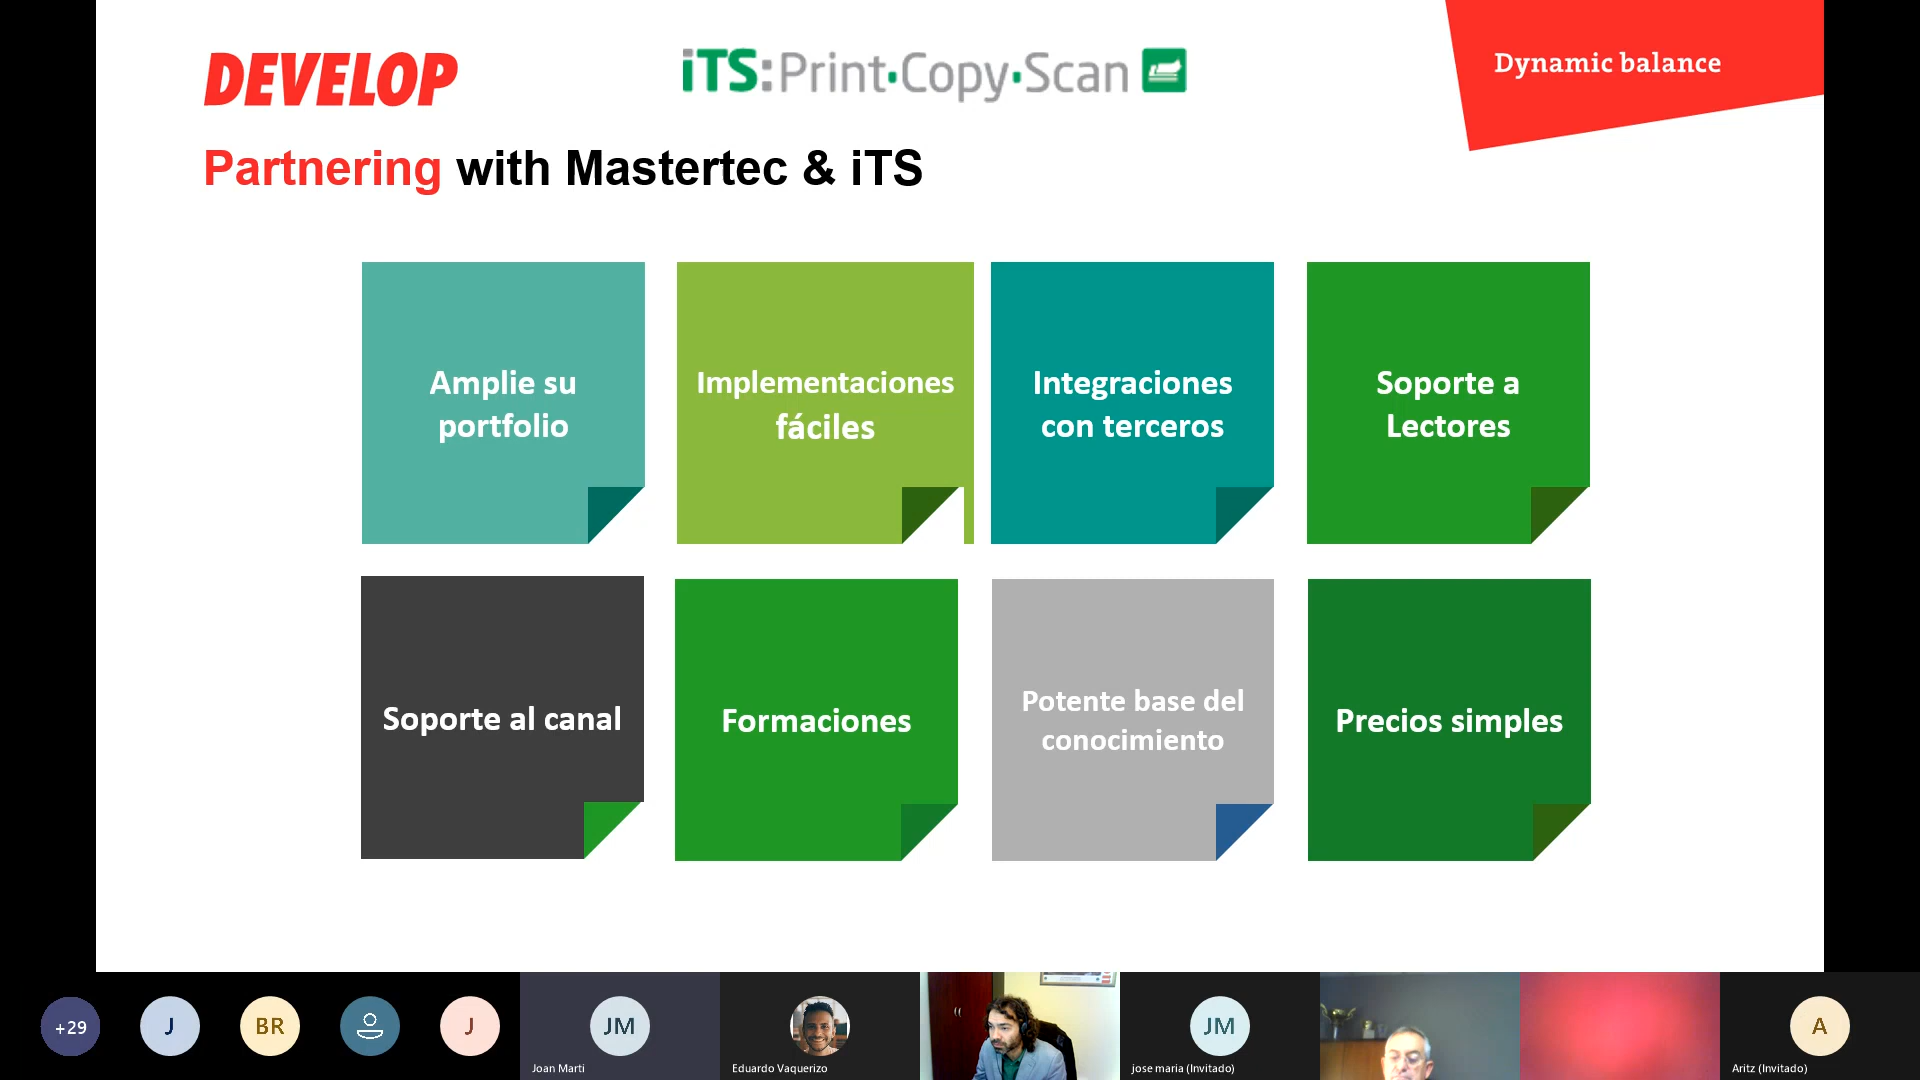 DEVELOP
iTS:Print·Copy·Scan
Dynamic balance
Partnering with Mastertec & iTS
Amplie su
portfolio
Implementaciones
fáciles
Integraciones
con terceros
Soporte a
Lectores
Soporte al canal
Formaciones
Potente base del
conocimiento
Precios simples
+29
J
BR
J
JM
Joan Marti
Eduardo Vaquerizo
JM
jose maria (Invitado)
A
Aritz (Invitado)